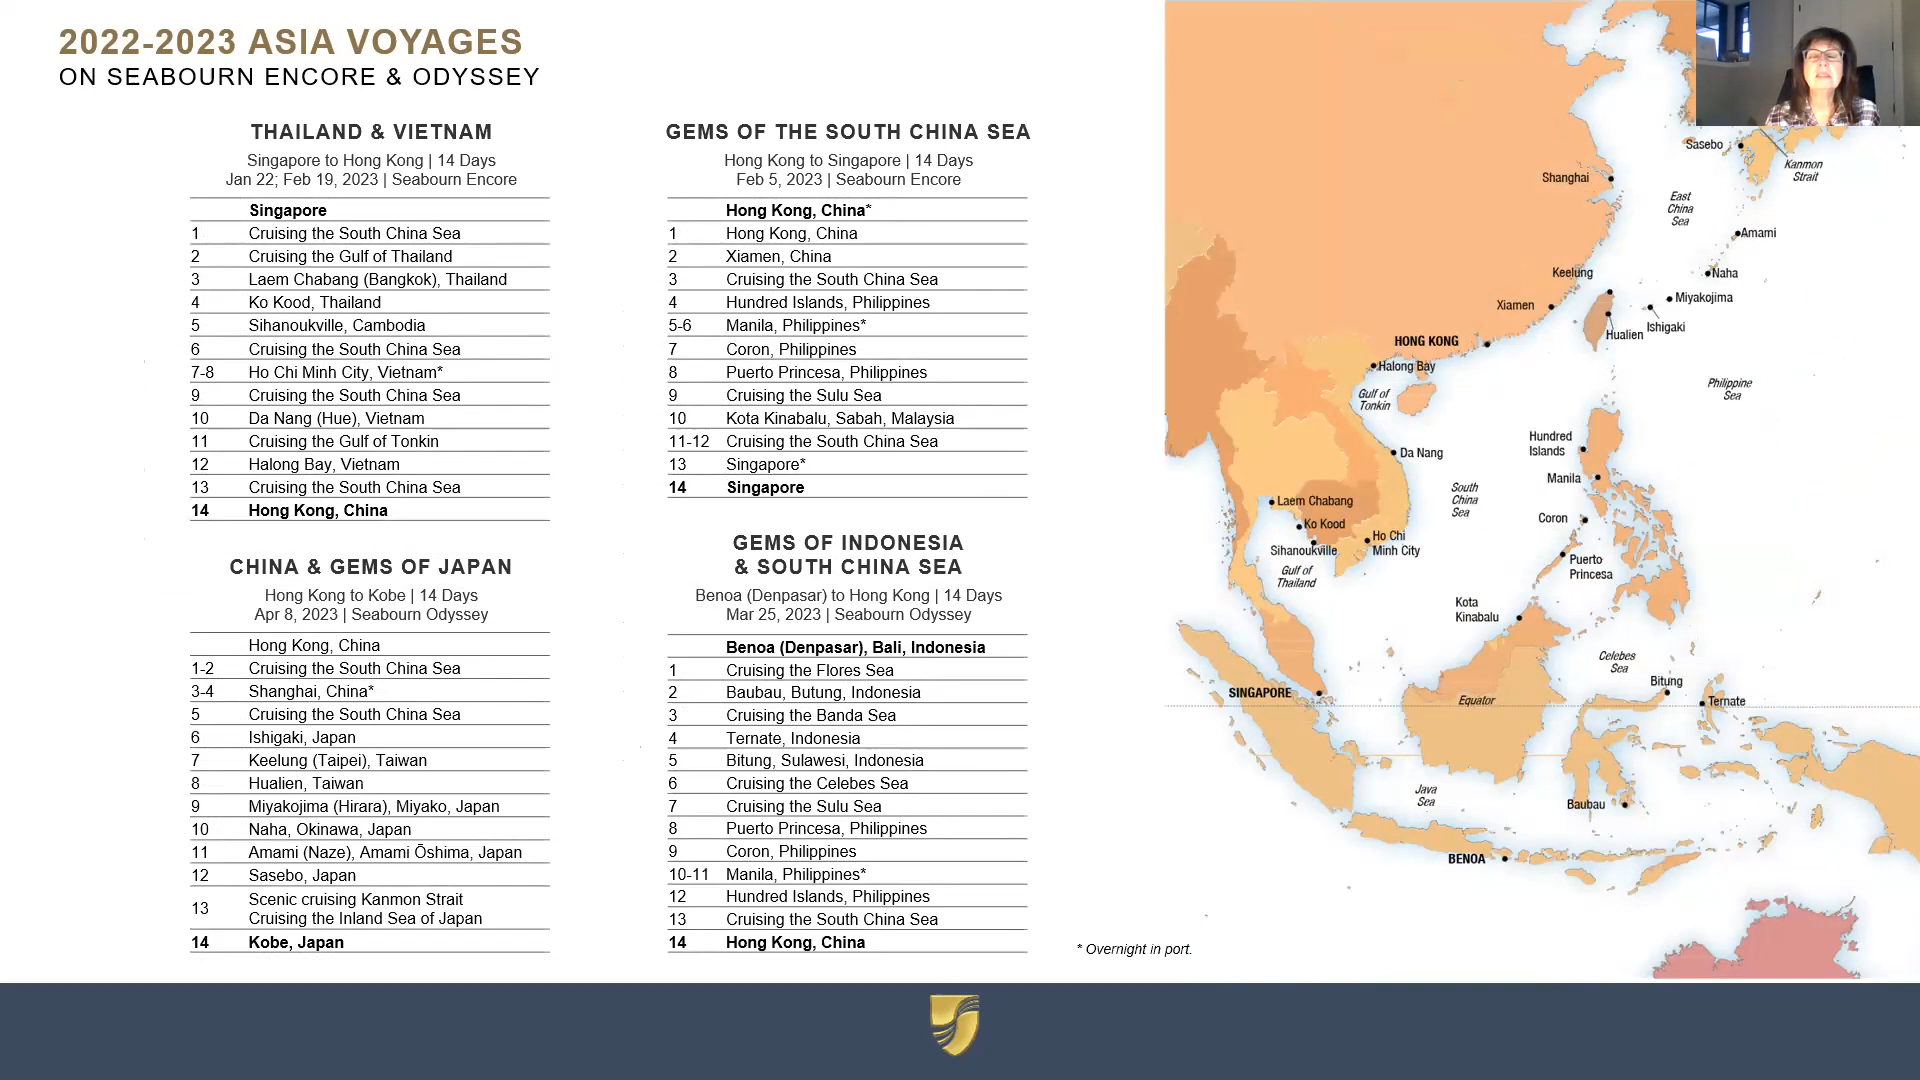 2022-2023 ASIA VOYAGES
ON SEABOURN ENCORE & ODYSSEY
THAILAND & VIETNAM
Singapore to Hong Kong | 14 Days
Jan 22; Feb 19, 2023 | Seabourn Encore
Singapore
1 Cruising the South China Sea
2 Cruising the Gulf of Thailand
3 Laem Chabang (Bangkok), Thailand
4 Ko Kood, Thailand
5 Sihanoukville, Cambodia
6 Cruising the South China Sea
7-8 Ho Chi Minh City, Vietnam*
9 Cruising the South China Sea
10 Da Nang (Hue), Vietnam
11 Cruising the Gulf of Tonkin
12 Halong Bay, Vietnam
13 Cruising the South China Sea
14 Hong Kong, China
CHINA & GEMS OF JAPAN
Hong Kong to Kobe | 14 Days
Apr 8, 2023 | Seabourn Odyssey
Hong Kong, China
1-2 Cruising the South China Sea
3-4 Shanghai, China*
5 Cruising the South China Sea
6 Ishigaki, Japan
7 Keelung (Taipei), Taiwan
8 Hualien, Taiwan
9 Miyakojima (Hirara), Miyako, Japan
10 Naha, Okinawa, Japan
11 Amami (Naze), Amami Ōshima, Japan
12 Sasebo, Japan
13 Scenic cruising Kanmon Strait
Cruising the Inland Sea of Japan
14 Kobe, Japan
GEMS OF THE SOUTH CHINA SEA
Hong Kong to Singapore | 14 Days
Feb 5, 2023 | Seabourn Encore
Hong Kong, China*
1 Hong Kong, China
2 Xiamen, China
3 Cruising the South China Sea
4 Hundred Islands, Philippines
5-6 Manila, Philippines*
7 Coron, Philippines
8 Puerto Princesa, Philippines
9 Cruising the Sulu Sea
10 Kota Kinabalu, Sabah, Malaysia
11-12 Cruising the South China Sea
13 Singapore*
14 Singapore
GEMS OF INDONESIA
& SOUTH CHINA SEA
Benoa (Denpasar) to Hong Kong | 14 Days
Mar 25, 2023 | Seabourn Odyssey
Benoa (Denpasar), Bali, Indonesia
1 Cruising the Flores Sea
2 Baubau, Butung, Indonesia
3 Cruising the Banda Sea
4 Ternate, Indonesia
5 Bitung, Sulawesi, Indonesia
6 Cruising the Celebes Sea
7 Cruising the Sulu Sea
8 Puerto Princesa, Philippines
9 Coron, Philippines
10-11 Manila, Philippines*
12 Hundred Islands, Philippines
13 Cruising the South China Sea
14 Hong Kong, China
* Overnight in port.
Sasebo
Kanmon
Strait
Shanghai
East
China
Sea
Amami
Keelung
Naha
Miyakojima
Xiamen
Ishigaki
Hualien
HONG KONG
Halong Bay
Gulf of
Tonkin
Philippine
Sea
Hundred
Islands
Da Nang
Manila
South
China
Sea
Laem Chabang
Coron
Ko Kood
Ho Chi
Minh City
Sihanoukville
Gulf of
Thailand
Puerto
Princesa
Kota
Kinabalu
Celebes
Sea
Bitung
SINGAPORE
Equator
Ternate
Java
Sea
Baubau
BENOA